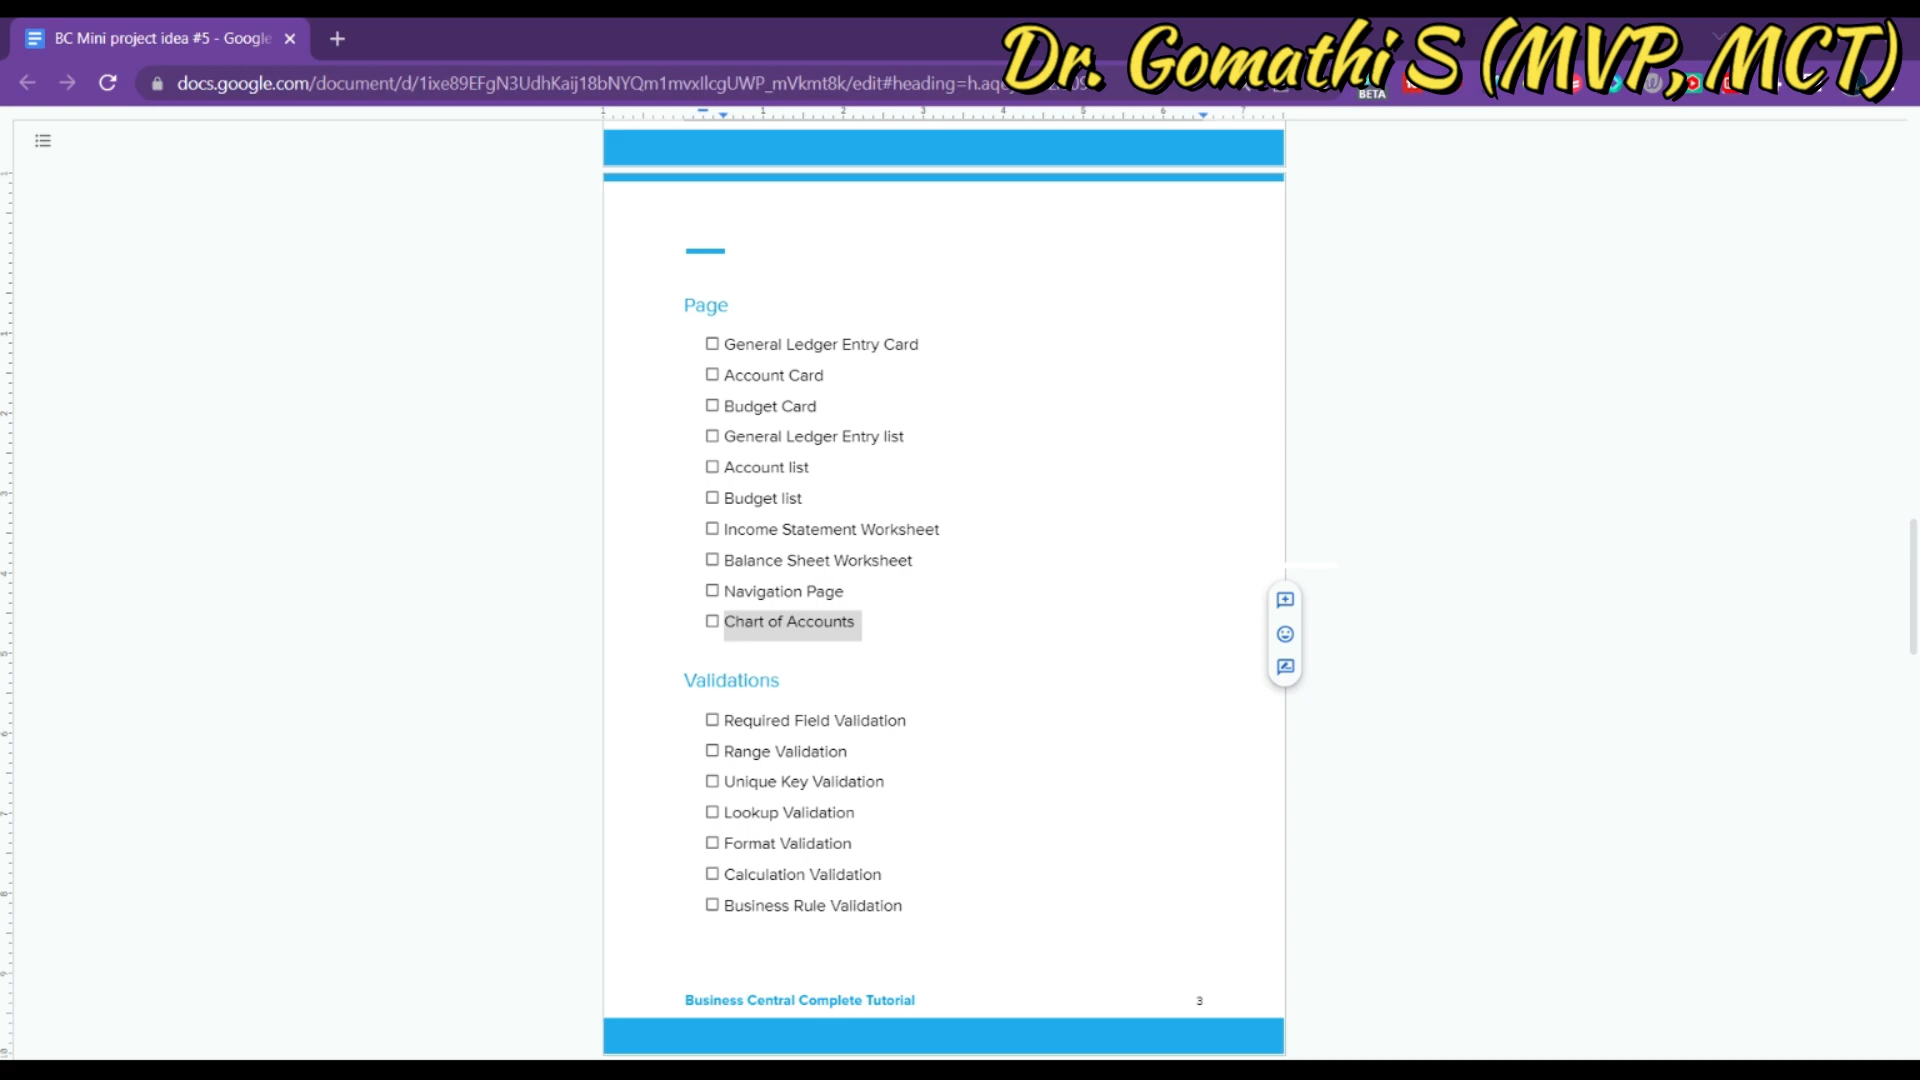 Dr. Gomathi S (MVP, MCT)
BC Mini project idea #5 - Google
docs.google.com/document/d/1ixe89EFgN3UdhKaij18bNYQm1mvxIlcgUWP_mVkmt8k/edit#heading=h.aqc
BETA
Page
General Ledger Entry Card
Account Card
Budget Card
General Ledger Entry list
Account list
Budget list
Income Statement Worksheet
Balance Sheet Worksheet
Navigation Page
Chart of Accounts
Validations
Required Field Validation
Range Validation
Unique Key Validation
Lookup Validation
Format Validation
Calculation Validation
Business Rule Validation
Business Central Complete Tutorial
3